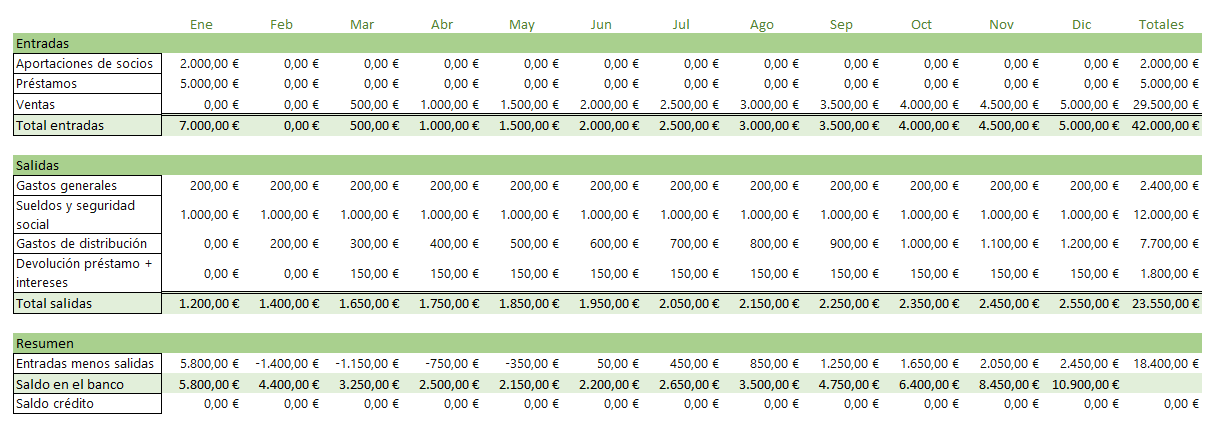 Ene Feb Mar Abr May Jun Jul Ago Sep Oct Nov Dic Totales
Entradas
Aportaciones de socios 2.000,00 € 0,00 € 0,00 € 0,00 € 0,00 € 0,00 € 0,00 € 0,00 € 0,00 € 0,00 € 0,00 € 0,00 € 2.000,00 €
Préstamos 5.000,00 € 0,00 € 0,00 € 0,00 € 0,00 € 0,00 € 0,00 € 0,00 € 0,00 € 0,00 € 0,00 € 0,00 € 5.000,00 €
Ventas 0,00 € 0,00 € 500,00 € 1.000,00 € 1.500,00 € 2.000,00 € 2.500,00 € 3.000,00 € 3.500,00 € 4.000,00 € 4.500,00 € 5.000,00 € 29.500,00 €
Total entradas 7.000,00 € 0,00 € 500,00 € 1.000,00 € 1.500,00 € 2.000,00 € 2.500,00 € 3.000,00 € 3.500,00 € 4.000,00 € 4.500,00 € 5.000,00 € 42.000,00 €
Salidas
Gastos generales 200,00 € 200,00 € 200,00 € 200,00 € 200,00 € 200,00 € 200,00 € 200,00 € 200,00 € 200,00 € 200,00 € 200,00 € 2.400,00 €
Sueldos y seguridad
social 1.000,00 € 1.000,00 € 1.000,00 € 1.000,00 € 1.000,00 € 1.000,00 € 1.000,00 € 1.000,00 € 1.000,00 € 1.000,00 € 1.000,00 € 1.000,00 € 12.000,00 €
Gastos de distribución 0,00 € 200,00 € 300,00 € 400,00 € 500,00 € 600,00 € 700,00 € 800,00 € 900,00 € 1.000,00 € 1.100,00 € 1.200,00 € 7.700,00 €
Devolución préstamo +
intereses 0,00 € 0,00 € 150,00 € 150,00 € 150,00 € 150,00 € 150,00 € 150,00 € 150,00 € 150,00 € 150,00 € 150,00 € 1.800,00 €
Total salidas 1.200,00 € 1.400,00 € 1.650,00 € 1.750,00 € 1.850,00 € 1.950,00 € 2.050,00 € 2.150,00 € 2.250,00 € 2.350,00 € 2.450,00 € 2.550,00 € 23.550,00 €
Resumen
Entradas menos salidas 5.800,00 € -1.400,00 € -1.150,00 € -750,00 € -350,00 € 50,00 € 450,00 € 850,00 € 1.250,00 € 1.650,00 € 2.050,00 € 2.450,00 € 18.400,00 €
Saldo en el banco 5.800,00 € 4.400,00 € 3.250,00 € 2.500,00 € 2.150,00 € 2.200,00 € 2.650,00 € 3.500,00 € 4.750,00 € 6.400,00 € 8.450,00 € 10.900,00 €
Saldo crédito 0,00 € 0,00 € 0,00 € 0,00 € 0,00 € 0,00 € 0,00 € 0,00 € 0,00 € 0,00 € 0,00 € 0,00 € 0,00 €